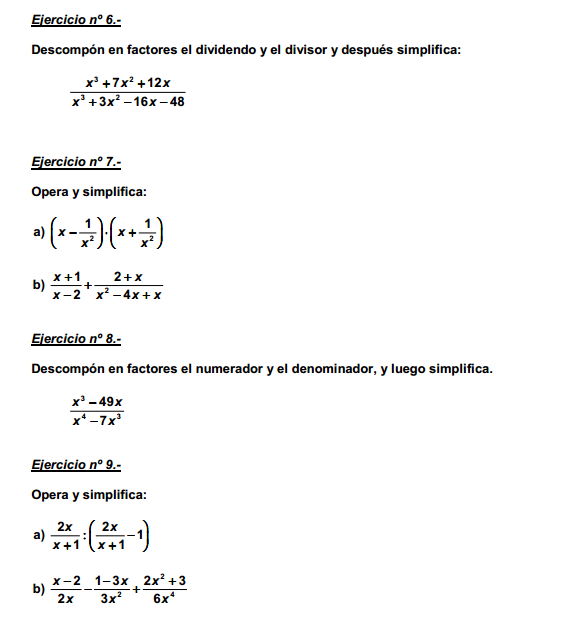 Ejercicio nº 6.-
Descompón en factores el dividendo y el divisor y después simplifica:
x³ + 7x² + 12x
x³ + 3x² − 16x − 48
Ejercicio nº 7.-
Opera y simplifica:
a) (x − 1/x²)·(x + 1/x²)
b) (x + 1)/(x − 2) + (2 + x)/(x² − 4x + x)
Ejercicio nº 8.-
Descompón en factores el numerador y el denominador, y luego simplifica.
x³ − 49x
x⁴ − 7x³
Ejercicio nº 9.-
Opera y simplifica:
a) 2x/(x + 1) : (2x/(x + 1) − 1)
b) (x − 2)/2x − (1 − 3x)/3x² + (2x² + 3)/6x⁴